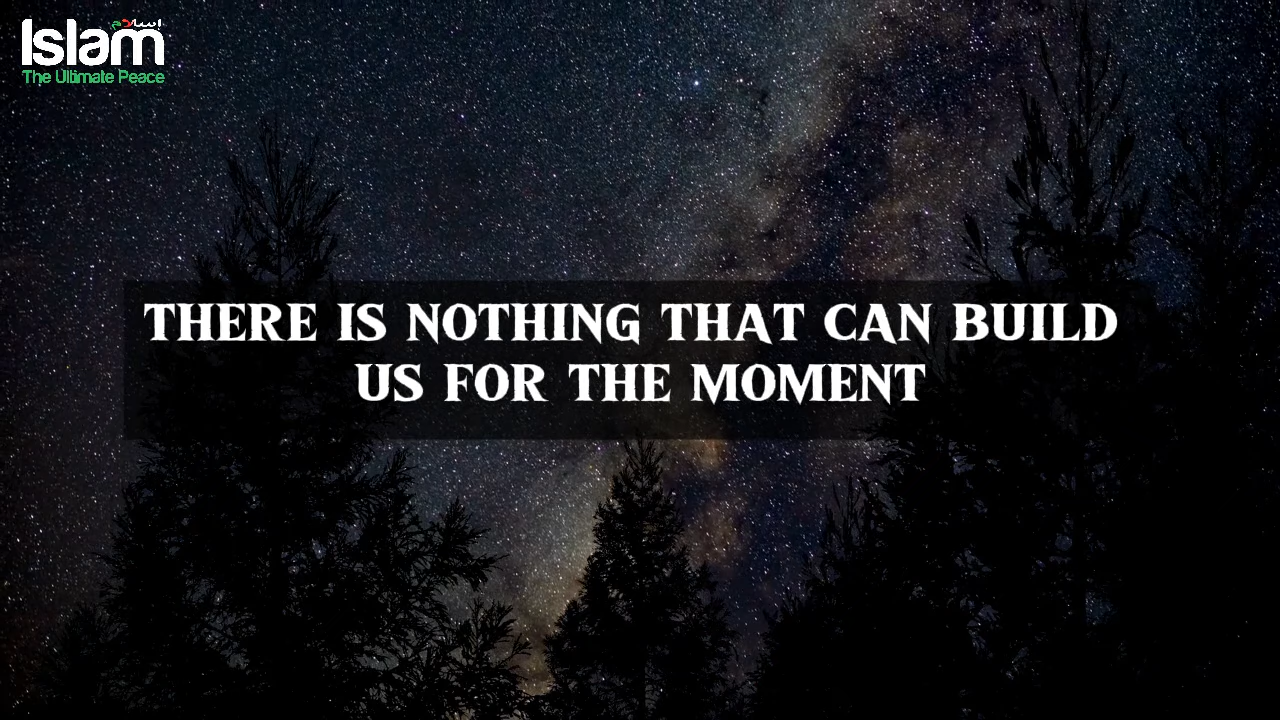 اسلام
Islam
The Ultimate Peace
THERE IS NOTHING THAT CAN BUILD
US FOR THE MOMENT